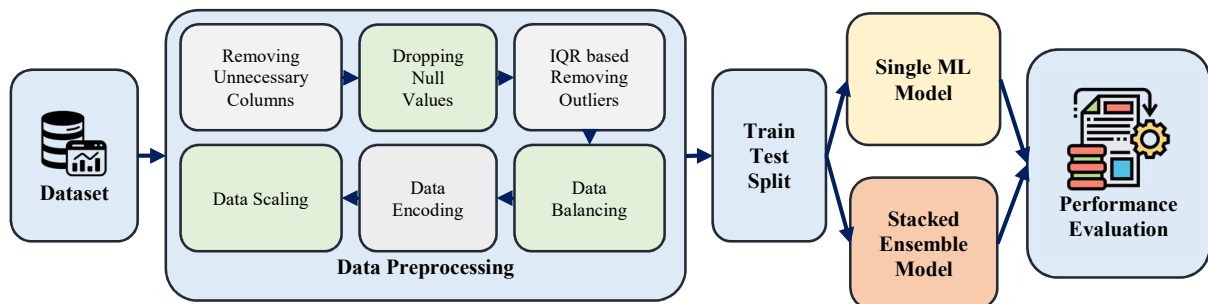 Dataset
Removing
Unnecessary
Columns
Dropping
Null
Values
IQR based
Removing
Outliers
Data Scaling
Data
Encoding
Data
Balancing
Data Preprocessing
Train
Test
Split
Single ML
Model
Stacked
Ensemble
Model
Performance
Evaluation